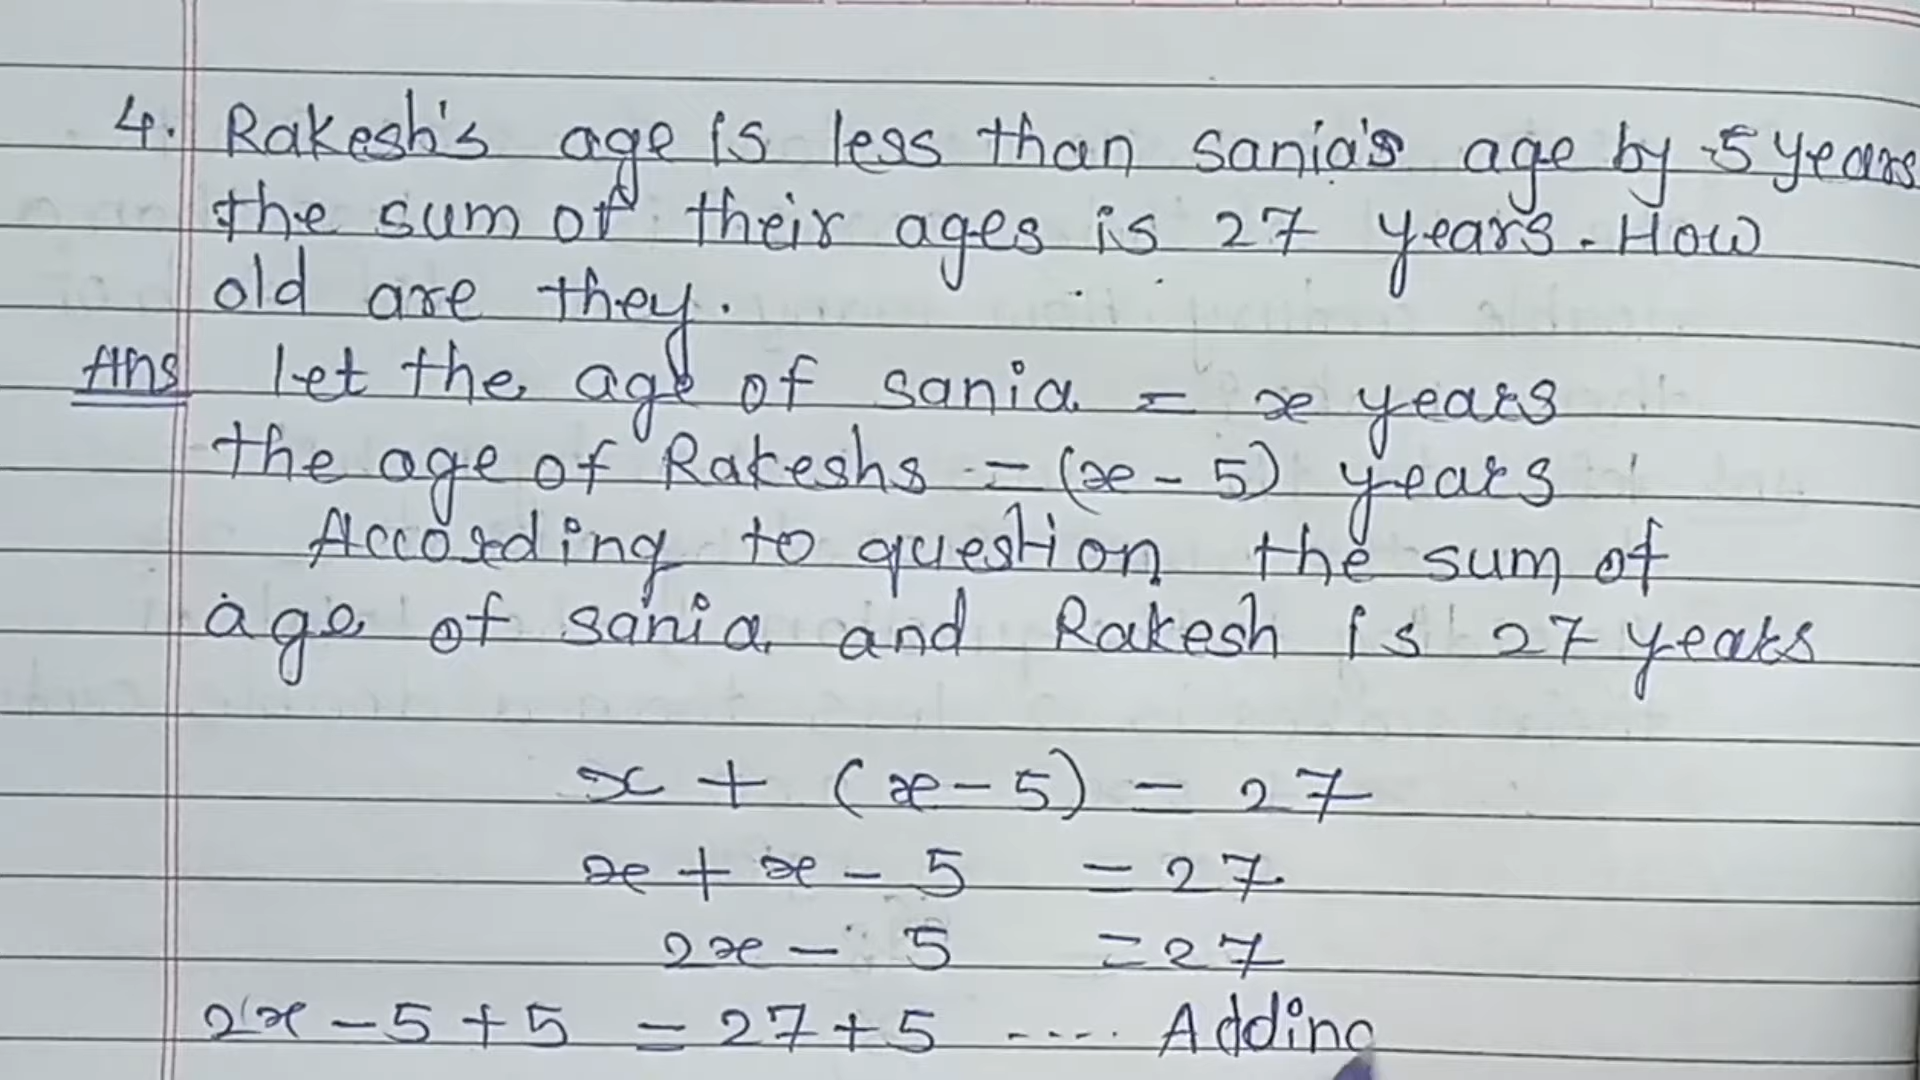 4. Rakesh's age is less than sania's age by 5 years
the sum of their ages is 27 years. How
old are they.
Ans let the age of sania = x years
the age of Rakeshs = (x - 5) years
According to question the sum of
age of sania and Rakesh is 27 years
x + (x - 5) = 27
x + x - 5 = 27
2x - 5 = 27
2x - 5 + 5 = 27 + 5 .... Adding